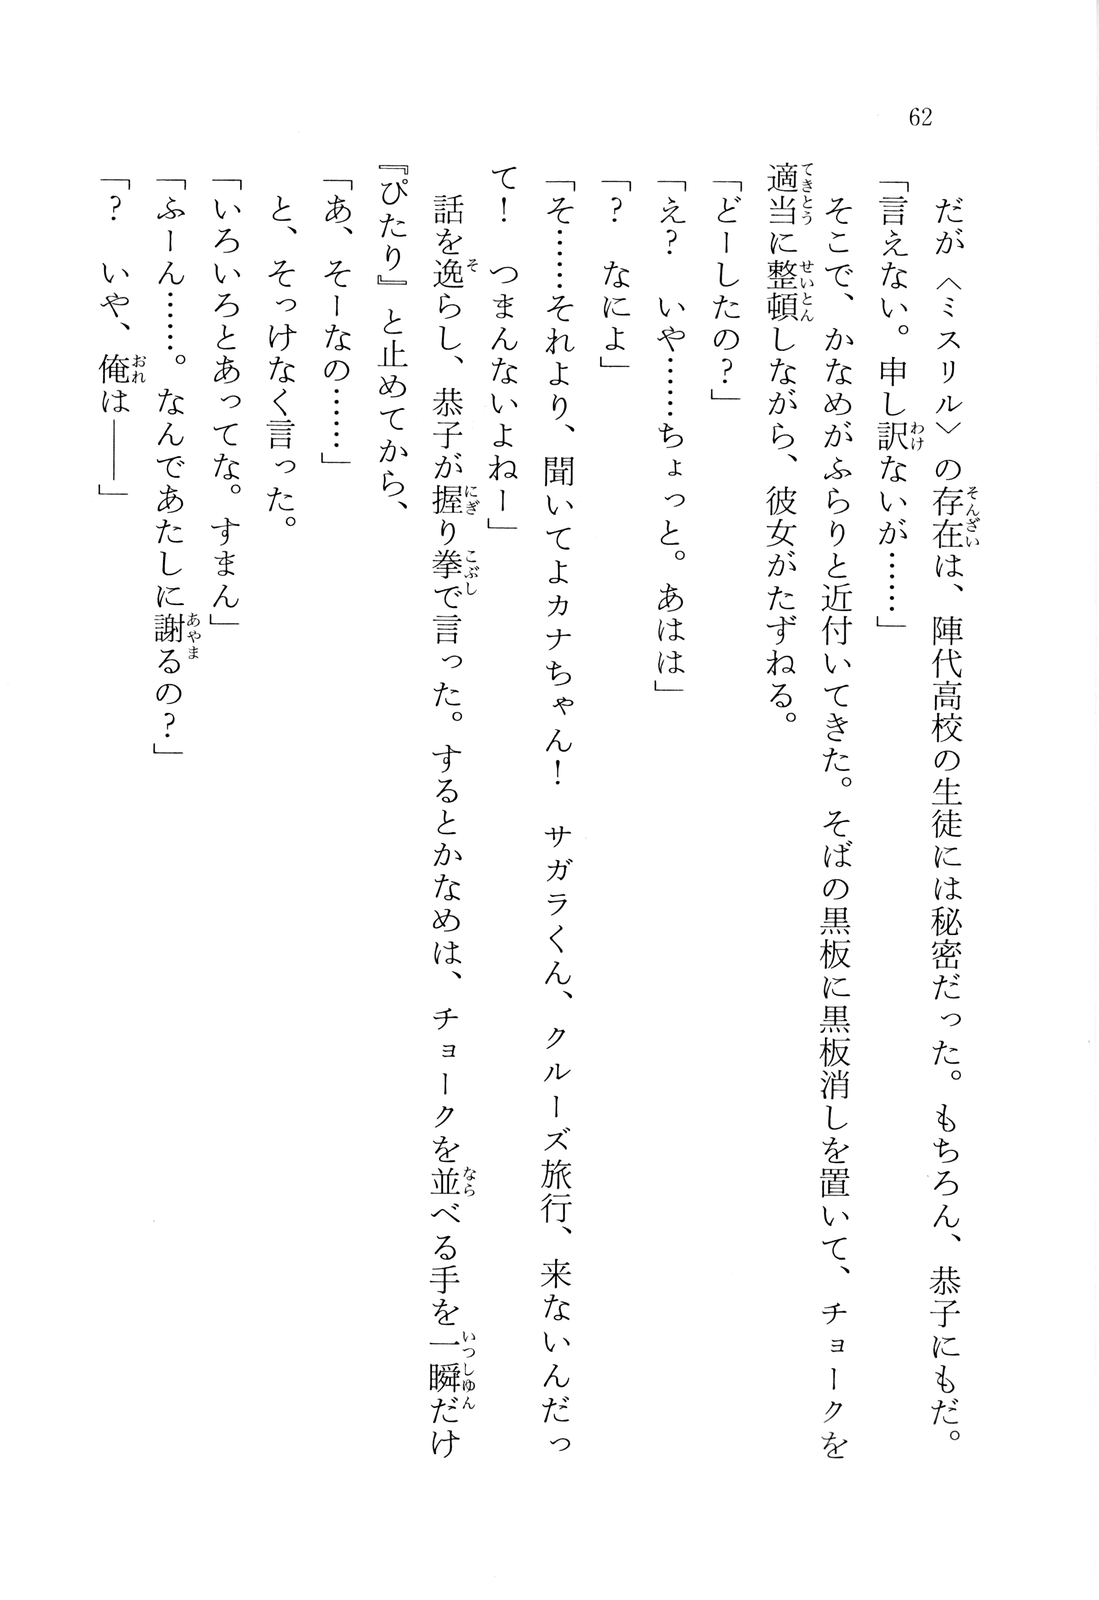 62
だが〈ミスリル〉の存在は、陣代高校の生徒には秘密だった。もちろん、恭子にもだ。
「言えない。申し訳ないが……」
そこで、かなめがふらりと近付いてきた。そばの黒板に黒板消しを置いて、チョークを
適当に整頓しながら、彼女がたずねる。
「どーしたの？」
「え？　いや……ちょっと。あはは」
「？　なによ」
「そ……それより、聞いてよカナちゃん！　サガラくん、クルーズ旅行、来ないんだっ
て！　つまんないよねー」
話を逸らし、恭子が握り拳で言った。するとかなめは、チョークを並べる手を一瞬だけ
『ぴたり』と止めてから、
「あ、そーなの……」
と、そっけなく言った。
「いろいろとあってな。すまん」
「ふーん……。なんであたしに謝るの？」
「？　いや、俺は――」